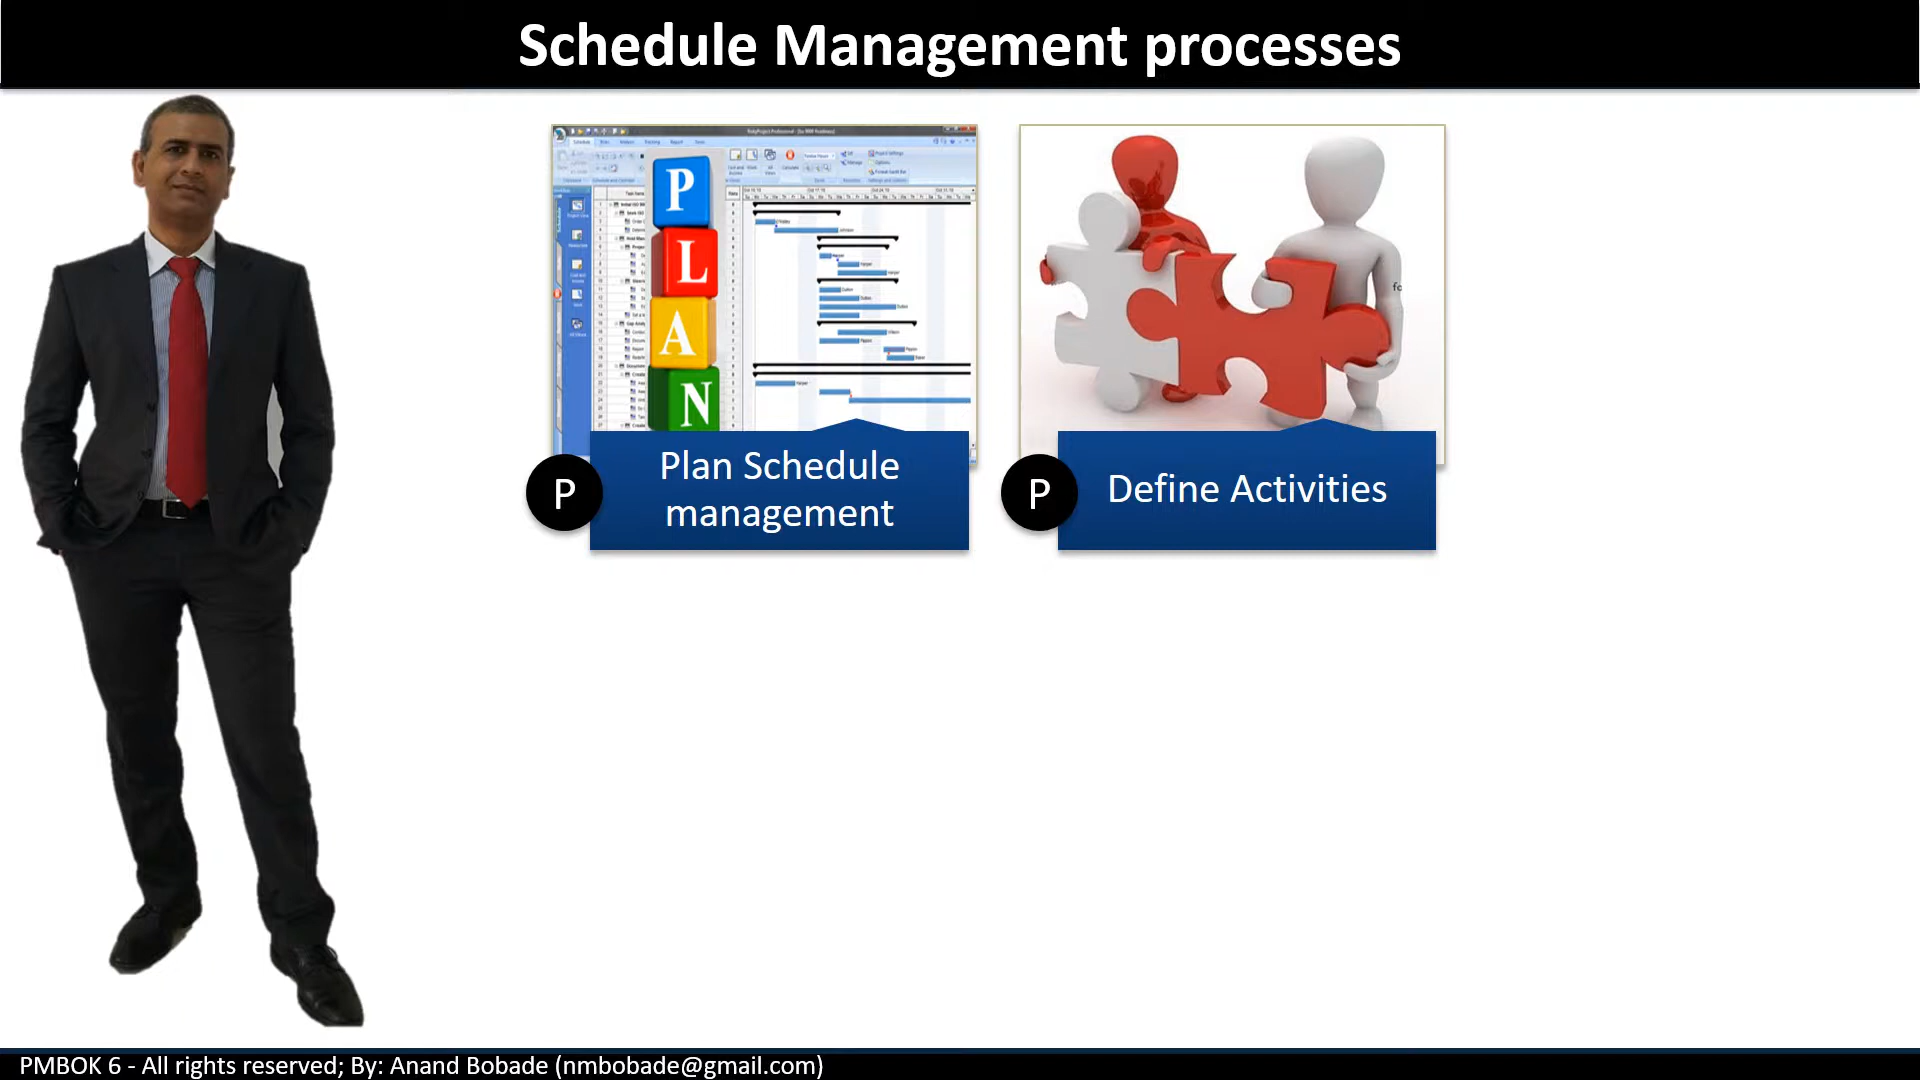 Schedule Management processes
P
L
A
N
P
Plan Schedule
management
fo
P
Define Activities
PMBOK 6 - All rights reserved; By: Anand Bobade (nmbobade@gmail.com)